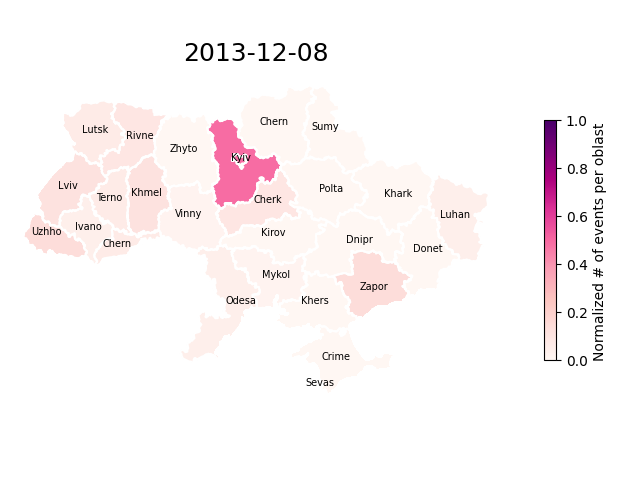 2013-12-08
Chern
Sumy
Lutsk
Rivne
Zhyto
Kyiv
Lviv
Terno
Khmel
Cherk
Polta
Khark
Vinny
Luhan
Uzhho
Ivano
Chern
Kirov
Dnipr
Donet
Mykol
Zapor
Odesa
Khers
Crime
Sevas
1.0
0.8
0.6
0.4
0.2
0.0
Normalized # of events per oblast